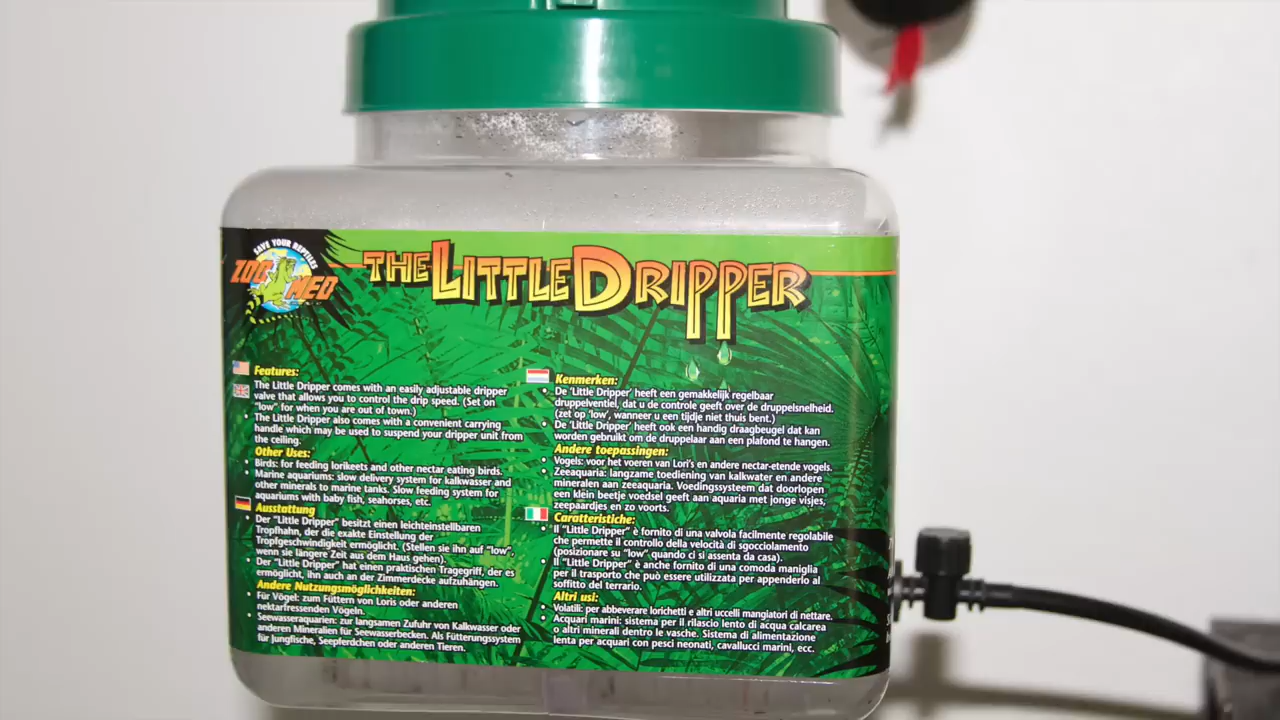 SAVE YOUR REPTILES
ZOO MED
THE LITTLE DRIPPER
Features:
The Little Dripper comes with an easily adjustable dripper
valve that allows you to control the drip speed. (Set on
"low" for when you are out of town.)
• The Little Dripper also comes with a convenient carrying
handle which may be used to suspend your dripper unit from
the ceiling.
Other Uses:
• Birds: for feeding lorikeets and other nectar eating birds.
• Marine aquariums: slow delivery system for kalkwasser and
other minerals to marine tanks. Slow feeding system for
aquariums with baby fish, seahorses, etc.
Ausstattung
• Der "Little Dripper" besitzt einen leichteinstellbaren
Tropfhahn, der die exakte Einstellung der
Tropfgeschwindigkeit ermöglicht. (Stellen sie ihn auf "low",
wenn sie längere Zeit aus dem Haus gehen).
• Der "Little Dripper" hat einen praktischen Tragegriff, der es
ermöglicht, ihn auch an der Zimmerdecke aufzuhängen.
Andere Nutzungsmöglichkeiten:
• Für Vögel: zum Füttern von Loris oder anderen
nektarfressenden Vögeln.
• Seewasseraquarien: zur langsamen Zufuhr von Kalkwasser oder
anderen Mineralien für Seewasserbecken. Als Fütterungssystem
für Jungfische, Seepferdchen oder anderen Tieren.
Kenmerken:
• De 'Little Dripper' heeft een gemakkelijk regelbaar
druppelventiel, dat u de controle geeft over de druppelsnelheid.
(zet op 'low', wanneer u een tijdje niet thuis bent.)
• De 'Little Dripper' heeft ook een handig draagbeugel dat kan
worden gebruikt om de druppelaar aan een plafond te hangen.
Andere toepassingen:
• Vogels: voor het voeren van Lori's en andere nectar-etende vogels.
• Zeeaquaria: langzame toediening van kalkwater en andere
mineralen aan zeeaquaria. Voedingssysteem dat doorlopen
een klein beetje voedsel geeft aan aquaria met jonge visjes,
zeepaardjes en zo voorts.
Caratteristiche:
• Il "Little Dripper" è fornito di una valvola facilmente regolabile
che permette il controllo della velocità di sgocciolamento
(posizionare su "low" quando ci si assenta da casa).
• Il "Little Dripper" è anche fornito di una comoda maniglia
per il trasporto che può essere utilizzata per appenderlo al
soffitto del terrario.
Altri usi:
• Volatili: per abbeverare lorichetti e altri uccelli mangiatori di nettare.
• Acquari marini: sistema per il rilascio lento di acqua calcarea
o altri minerali dentro le vasche. Sistema di alimentazione
lenta per acquari con pesci neonati, cavallucci marini, ecc.